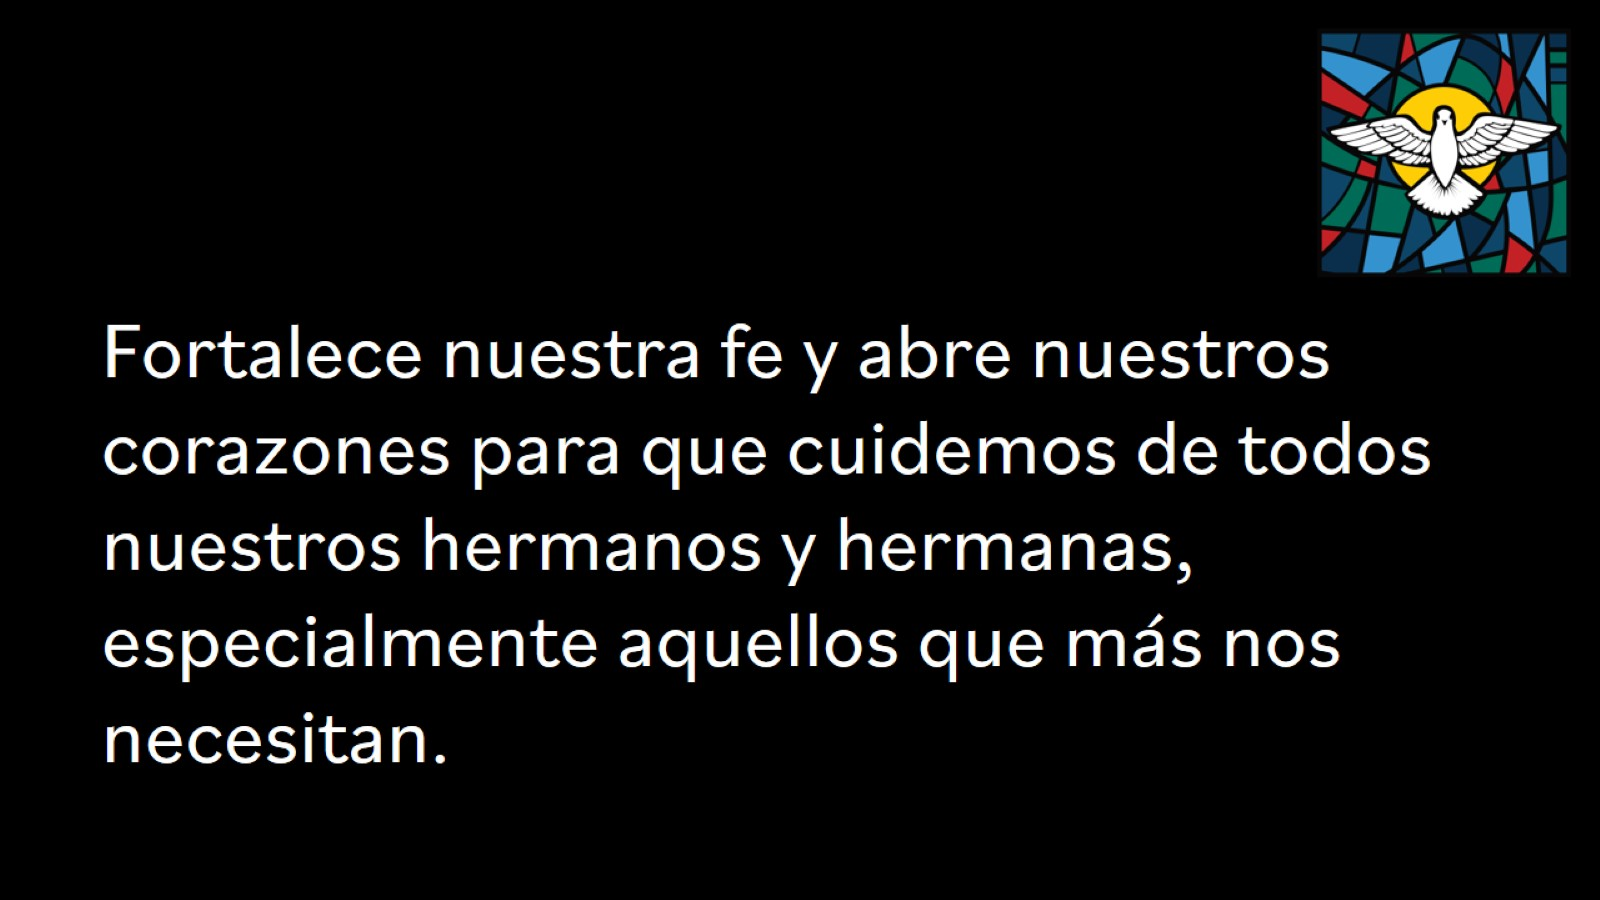 Fortalece nuestra fe y abre nuestros
corazones para que cuidemos de todos
nuestros hermanos y hermanas,
especialmente aquellos que más nos
necesitan.